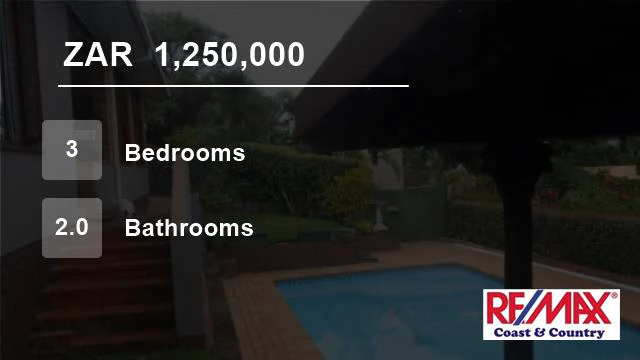 ZAR 1,250,000
3
Bedrooms
2.0
Bathrooms
RE/MAX®
Coast & Country